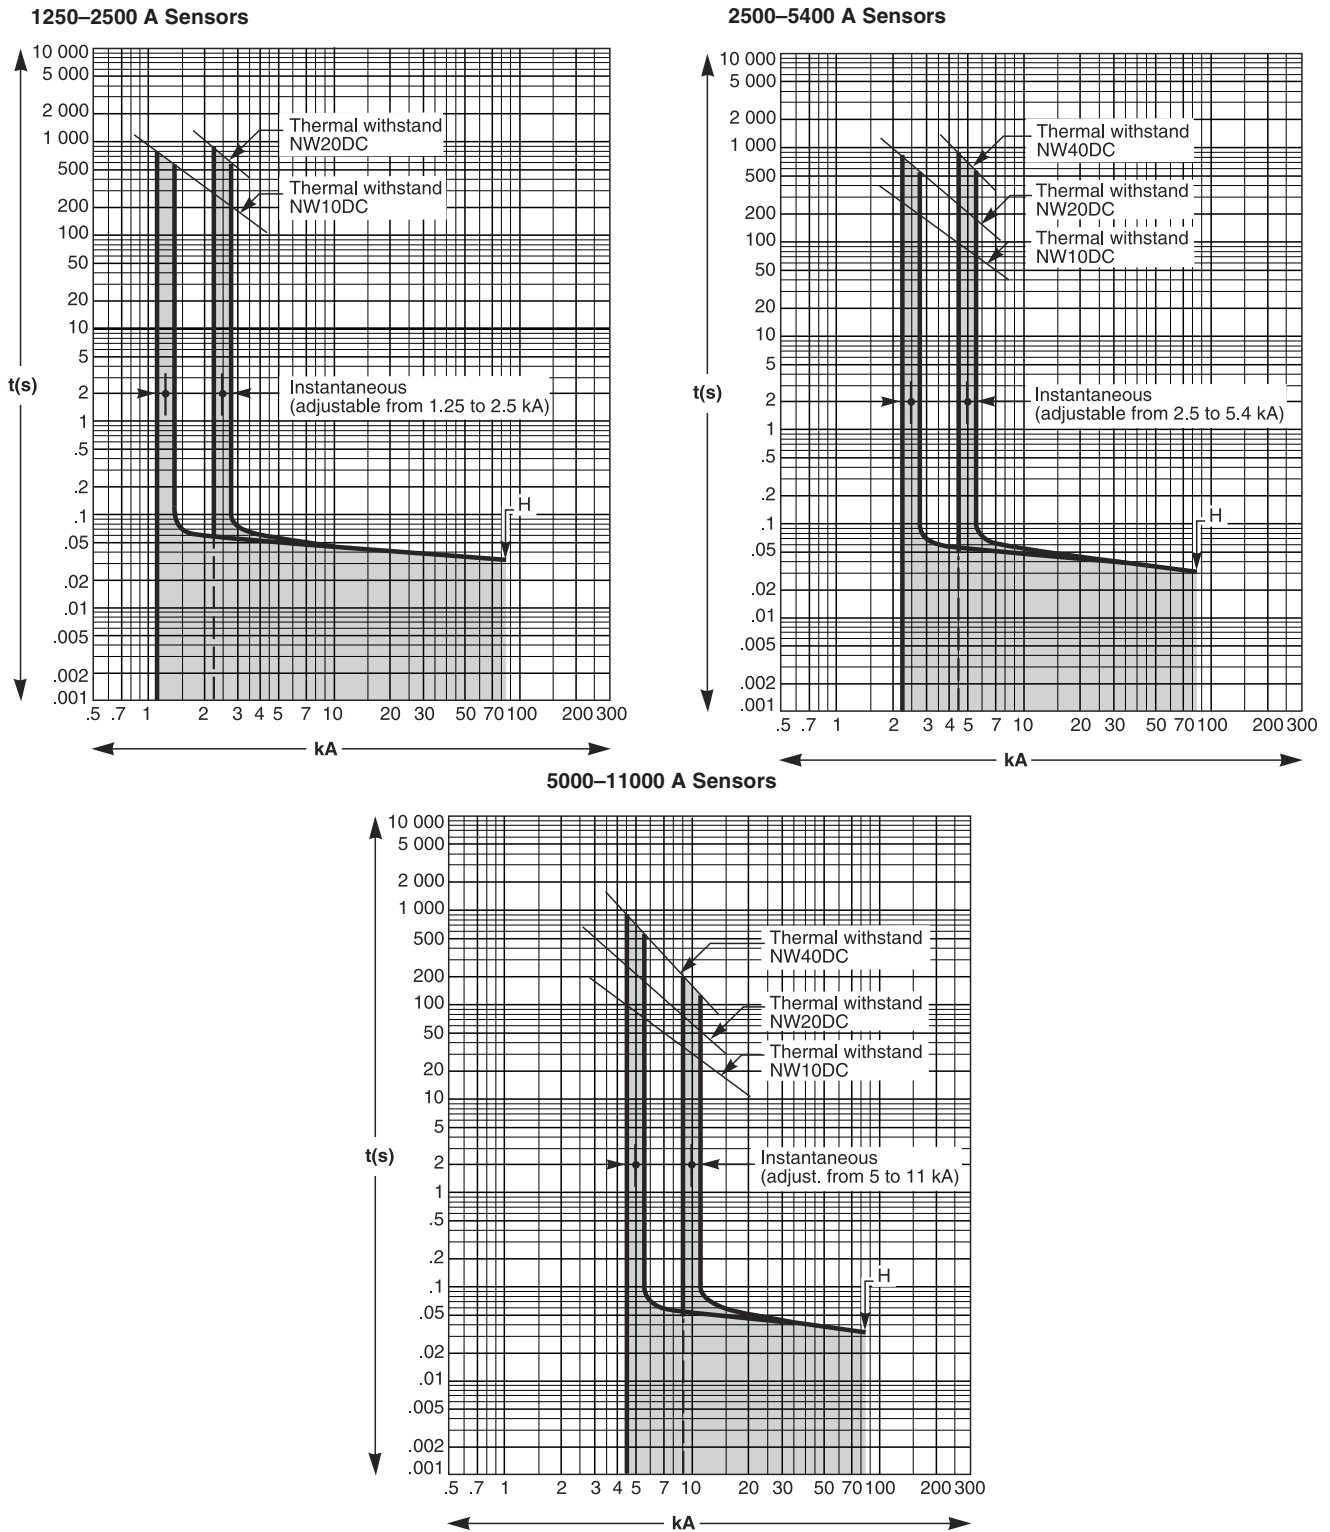 1250–2500 A Sensors
10 000
5 000
2 000
1 000
500
200
100
50
20
10
5
2
1
.5
.2
.1
.05
.02
.01
.005
.002
.001
t(s)
Thermal withstand
NW20DC
Thermal withstand
NW10DC
Instantaneous
(adjustable from 1.25 to 2.5 kA)
H
.5 .7 1 2 3 4 5 7 10 20 30 50 70 100 200 300
kA
2500–5400 A Sensors
10 000
5 000
2 000
1 000
500
200
100
50
20
10
5
2
1
.5
.2
.1
.05
.02
.01
.005
.002
.001
t(s)
Thermal withstand
NW40DC
Thermal withstand
NW20DC
Thermal withstand
NW10DC
Instantaneous
(adjustable from 2.5 to 5.4 kA)
H
.5 .7 1 2 3 4 5 7 10 20 30 50 70 100 200 300
kA
5000–11000 A Sensors
10 000
5 000
2 000
1 000
500
200
100
50
20
10
5
2
1
.5
.2
.1
.05
.02
.01
.005
.002
.001
t(s)
Thermal withstand
NW40DC
Thermal withstand
NW20DC
Thermal withstand
NW10DC
Instantaneous
(adjust. from 5 to 11 kA)
H
.5 .7 1 2 3 4 5 7 10 20 30 50 70 100 200 300
kA